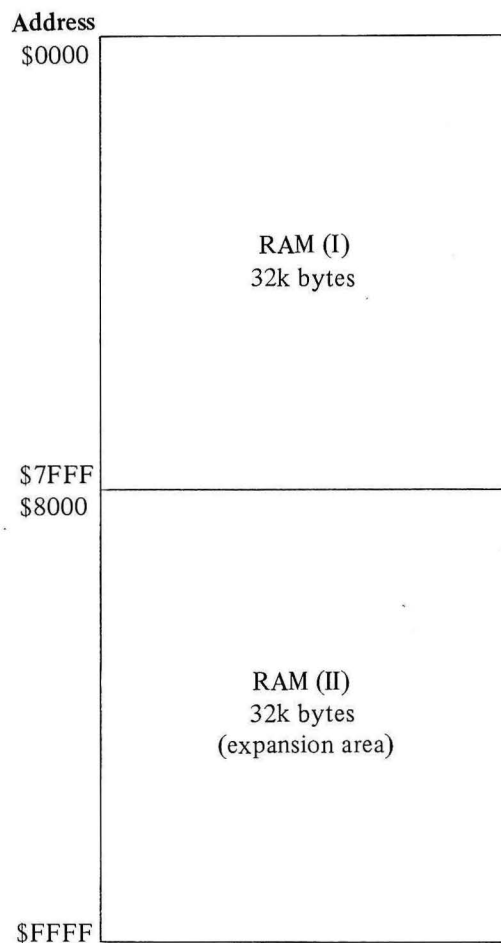 Address
$0000
RAM (I)
32k bytes
$7FFF
$8000
RAM (II)
32k bytes
(expansion area)
$FFFF